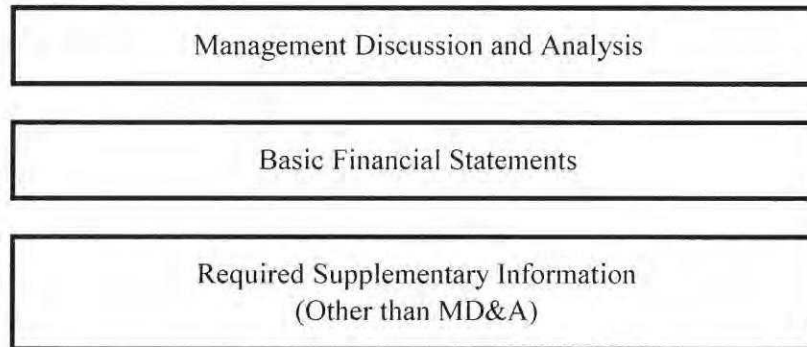 Management Discussion and Analysis
Basic Financial Statements
Required Supplementary Information
(Other than MD&A)